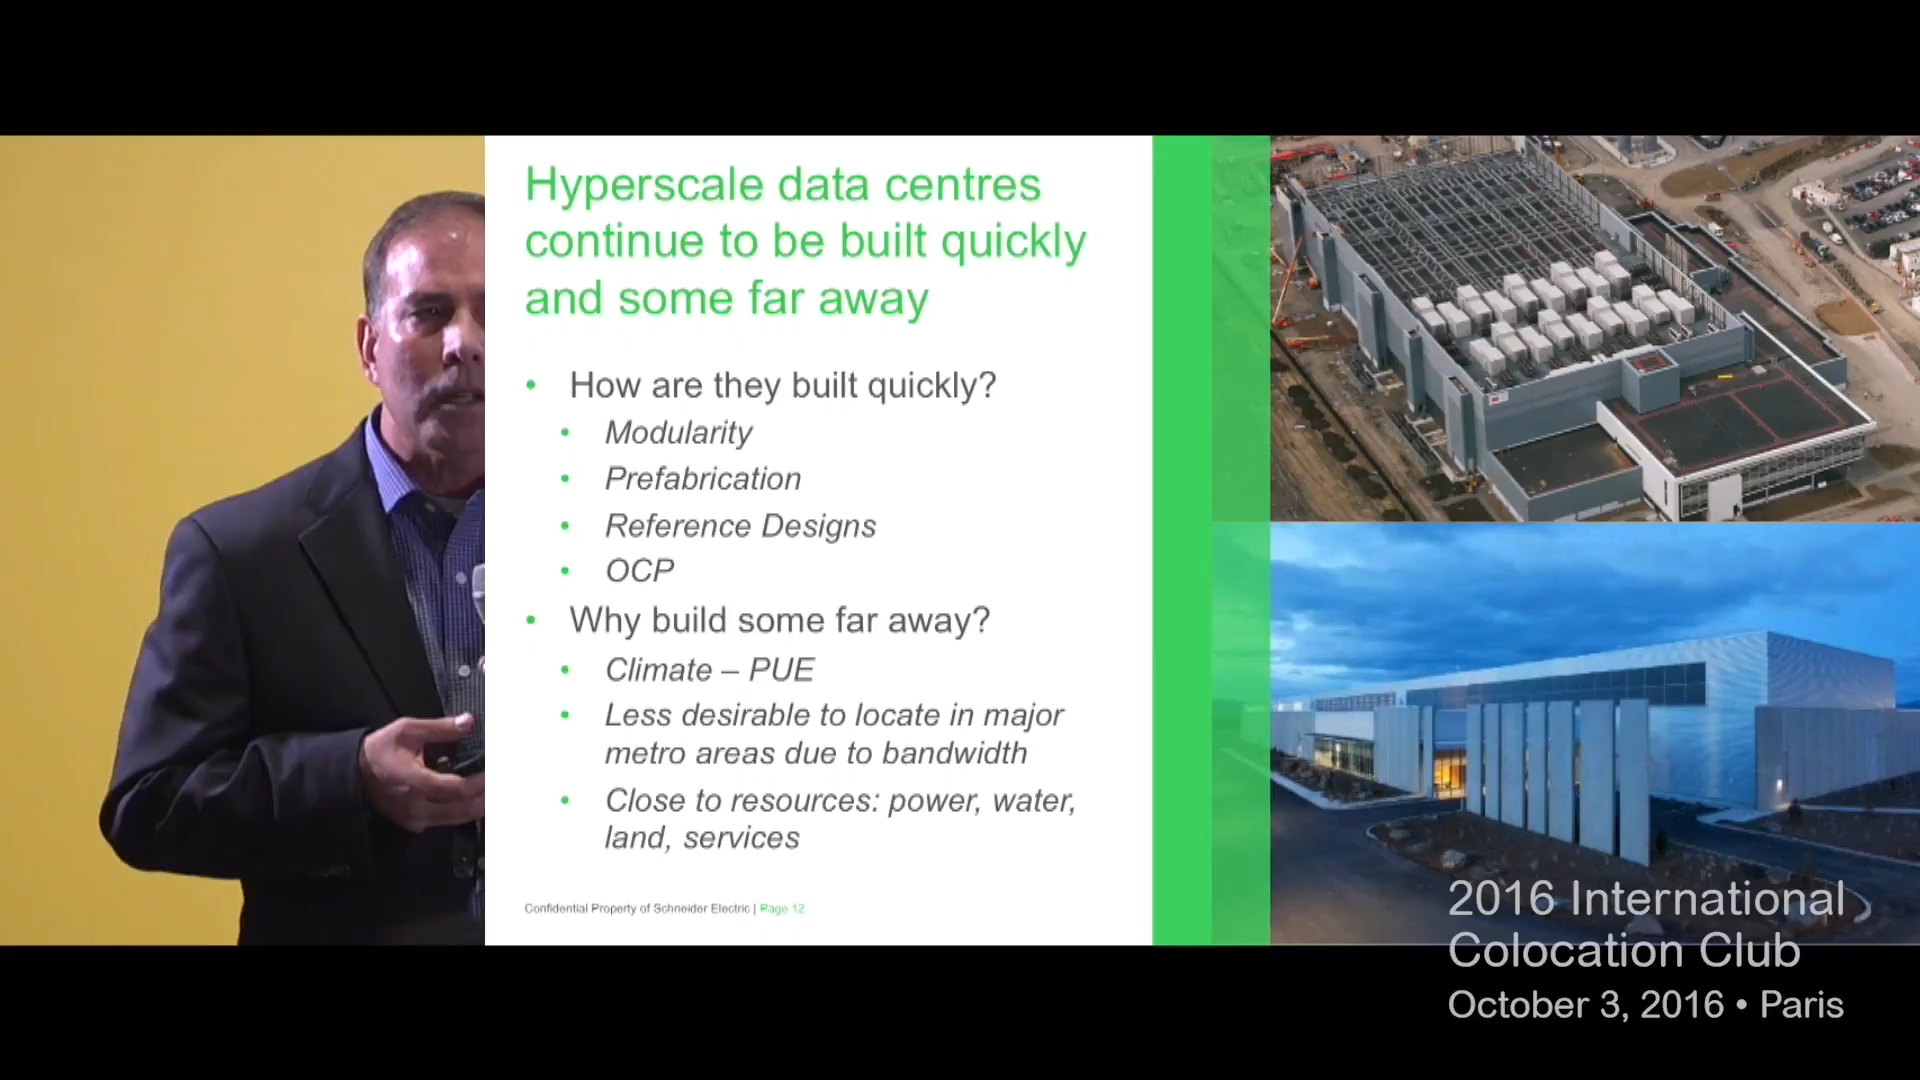 Hyperscale data centres
continue to be built quickly
and some far away
• How are they built quickly?
• Modularity
• Prefabrication
• Reference Designs
• OCP
• Why build some far away?
• Climate – PUE
• Less desirable to locate in major
metro areas due to bandwidth
• Close to resources: power, water,
land, services
Confidential Property of Schneider Electric | Page 12
2016 International
Colocation Club
October 3, 2016 • Paris